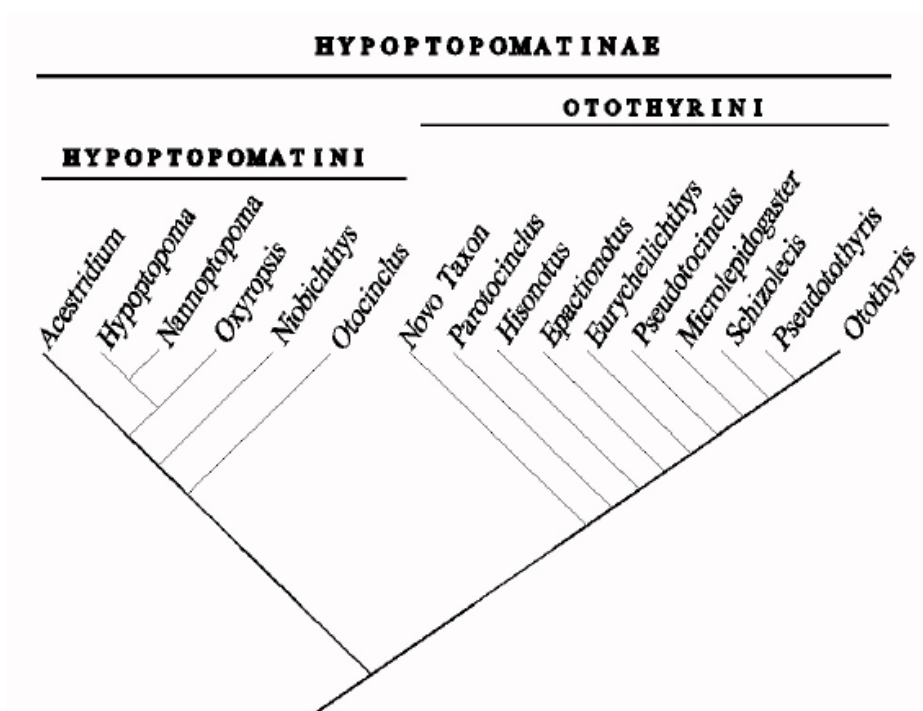 HYPOPTOPOMATINAE
OTOTHYRINI
HYPOPTOPOMATINI
Acestridium
Hypoptopoma
Nannoptopoma
Oxyropsis
Niobichthys
Otocinclus
Novo Taxon
Parotocinclus
Hisonotus
Epactionotus
Eurycheilichthys
Pseudotocinclus
Microlepidogaster
Schizolecis
Pseudotothyris
Otothyris